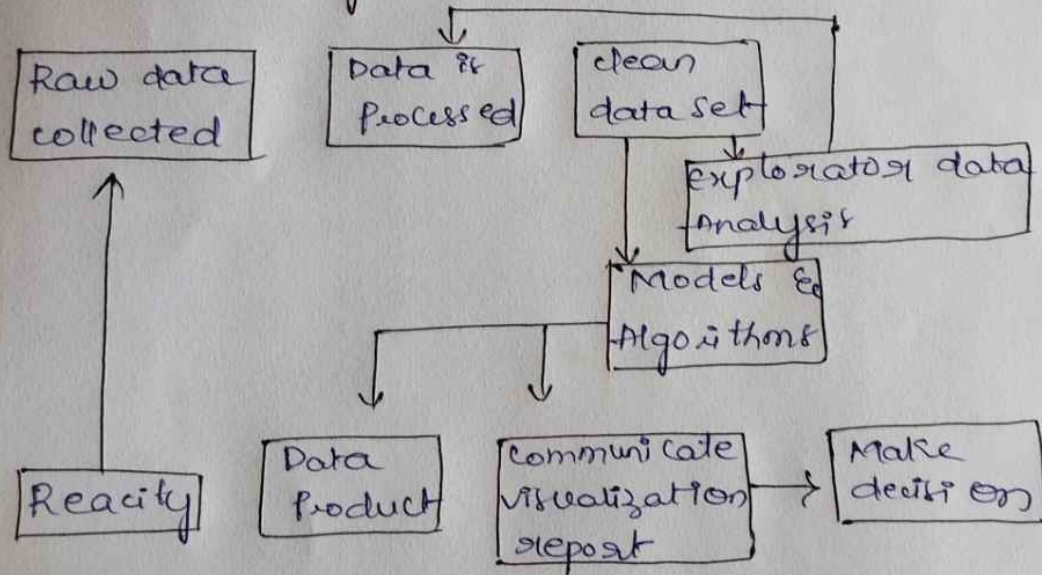 Raw data
collected
Data is
Processed
clean
data set
explorator data
Analysis
Models &
Algorithms
Reacity
Data
Product
Communicate
visualization
report
Make
decision